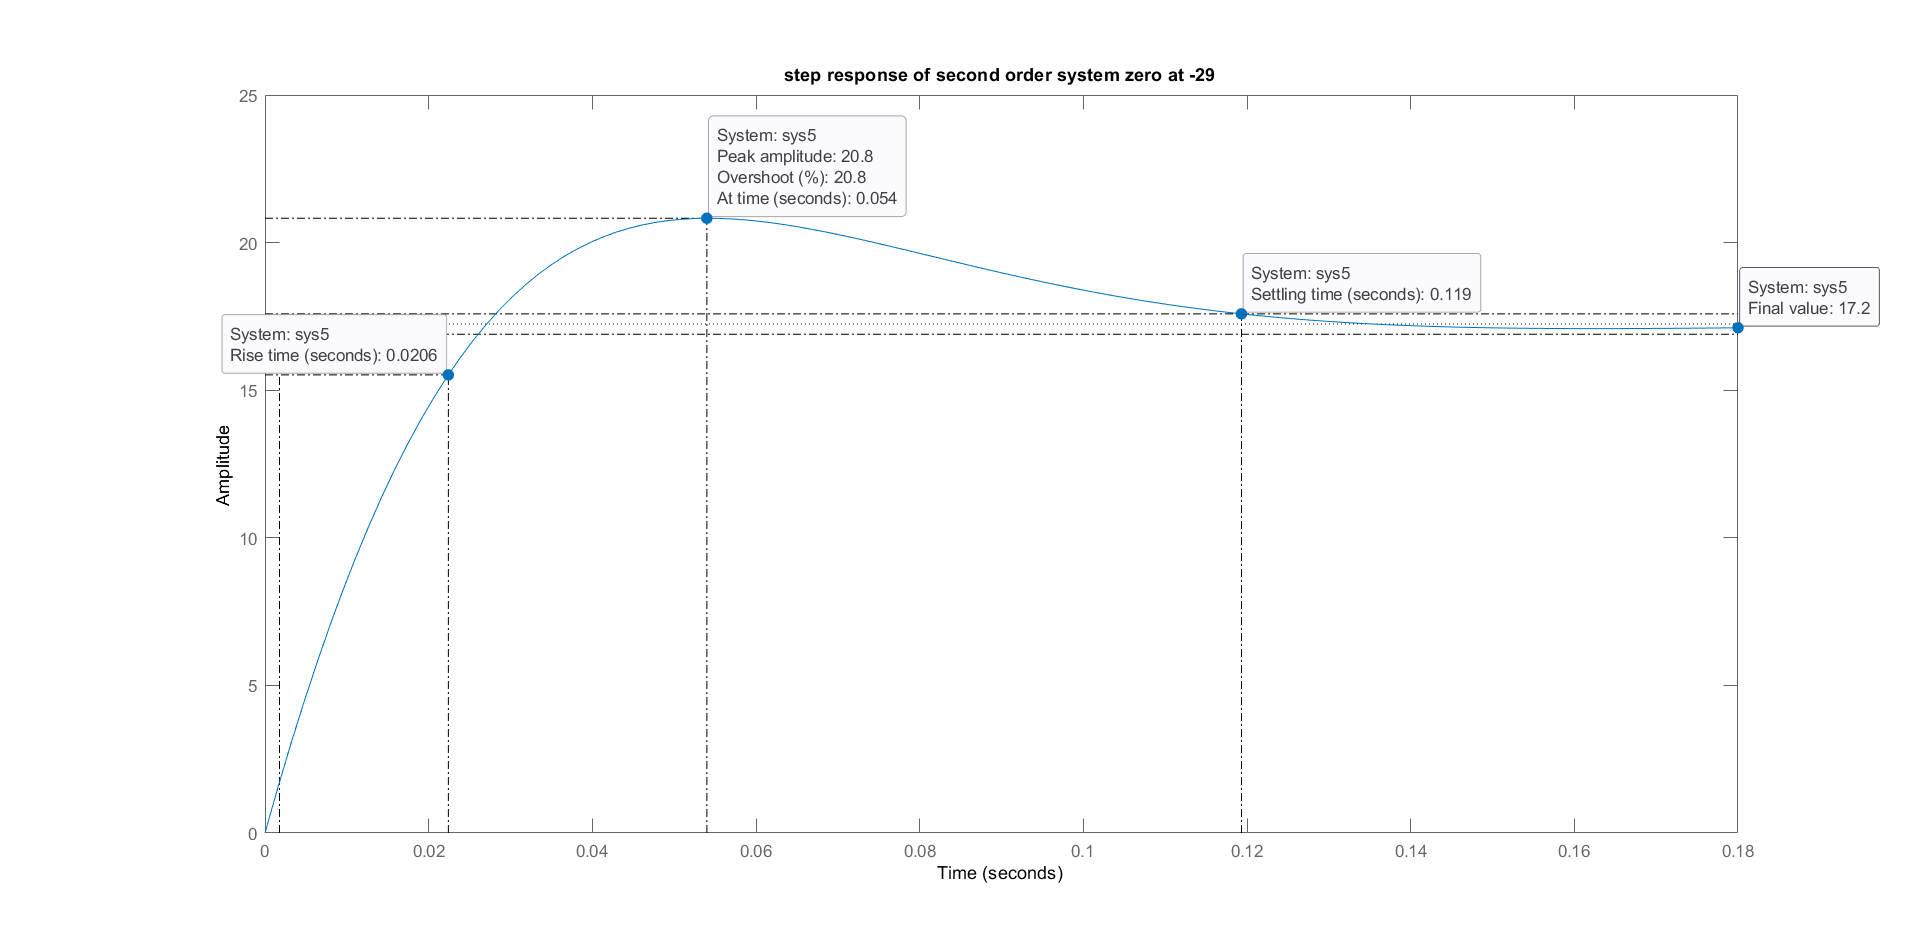 step response of second order system zero at -29
25
20
15
10
5
0
Amplitude
System: sys5
Peak amplitude: 20.8
Overshoot (%): 20.8
At time (seconds): 0.054
System: sys5
Settling time (seconds): 0.119
System: sys5
Final value: 17.2
System: sys5
Rise time (seconds): 0.0206
0 0.02 0.04 0.06 0.08 0.1 0.12 0.14 0.16 0.18
Time (seconds)